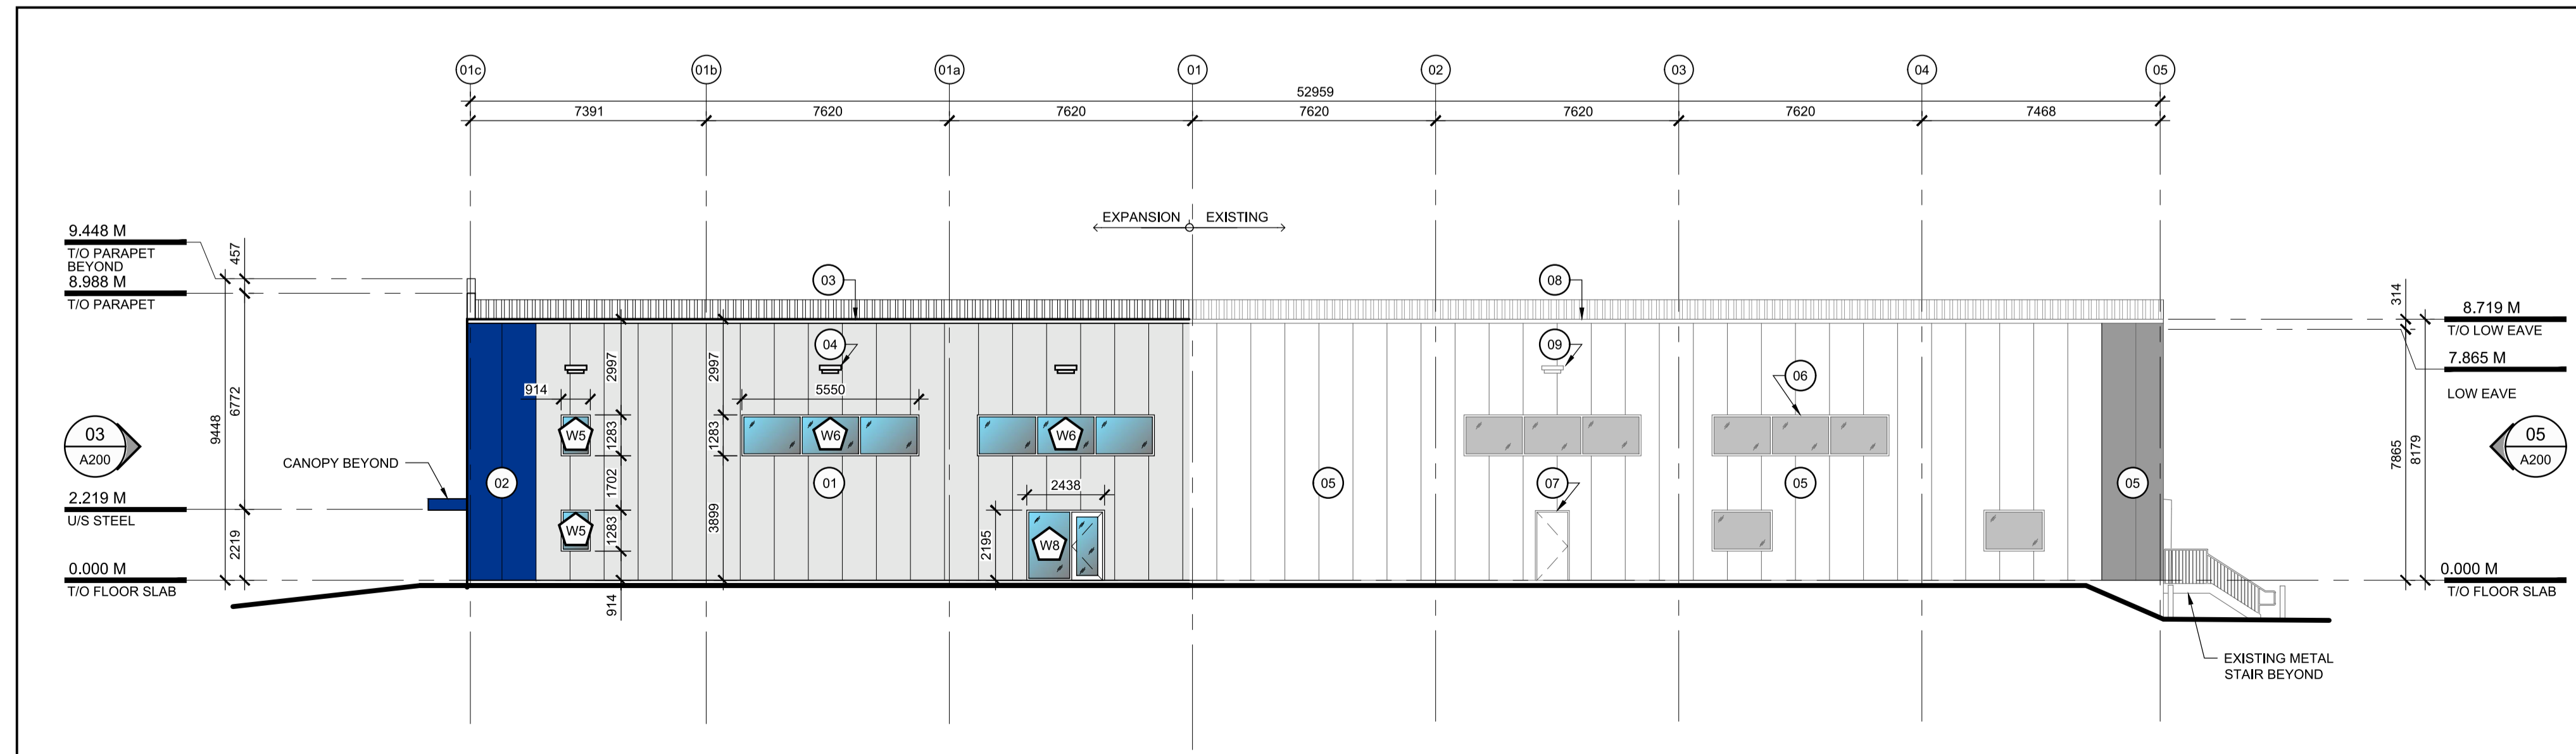 01c 01b 01a 01 02 03 04 05
52959
7391 7620 7620 7620 7620 7620 7468
EXPANSION EXISTING
9.448 M
T/O PARAPET
BEYOND
8.988 M
T/O PARAPET
457
6772
9448
2219
03
A200
CANOPY BEYOND
2.219 M
U/S STEEL
0.000 M
T/O FLOOR SLAB
03
08
04
09
06
2997
2997
914
5550
1283
1283
W5
W6
W6
02
01
05
07
05
05
1702
3899
2438
W5
1283
2195
W8
914
314
8.719 M
T/O LOW EAVE
7.865 M
LOW EAVE
7865
8179
05
A200
0.000 M
T/O FLOOR SLAB
EXISTING METAL
STAIR BEYOND